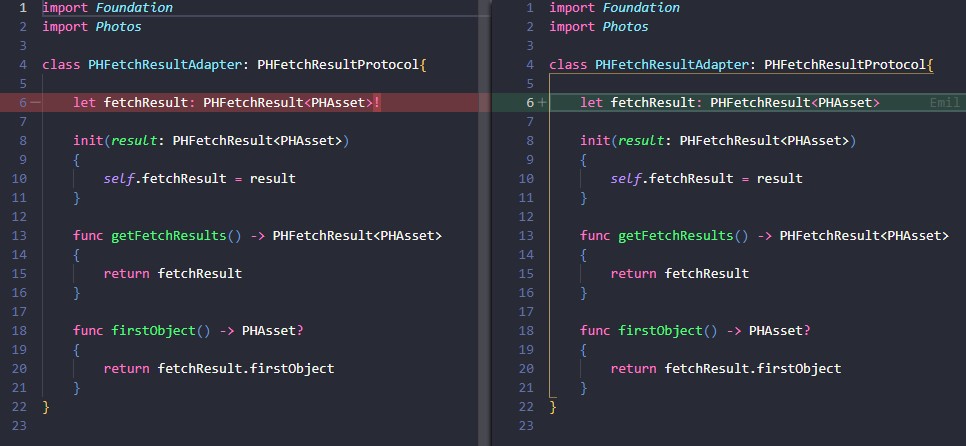 1 import Foundation
2 import Photos
3
4 class PHFetchResultAdapter: PHFetchResultProtocol{
5
6— let fetchResult: PHFetchResult<PHAsset>!
7
8 init(result: PHFetchResult<PHAsset>)
9 {
10 self.fetchResult = result
11 }
12
13 func getFetchResults() -> PHFetchResult<PHAsset>
14 {
15 return fetchResult
16 }
17
18 func firstObject() -> PHAsset?
19 {
20 return fetchResult.firstObject
21 }
22 }
23
1 import Foundation
2 import Photos
3
4 class PHFetchResultAdapter: PHFetchResultProtocol{
5
6+ let fetchResult: PHFetchResult<PHAsset> Emil
7
8 init(result: PHFetchResult<PHAsset>)
9 {
10 self.fetchResult = result
11 }
12
13 func getFetchResults() -> PHFetchResult<PHAsset>
14 {
15 return fetchResult
16 }
17
18 func firstObject() -> PHAsset?
19 {
20 return fetchResult.firstObject
21 }
22 }
23